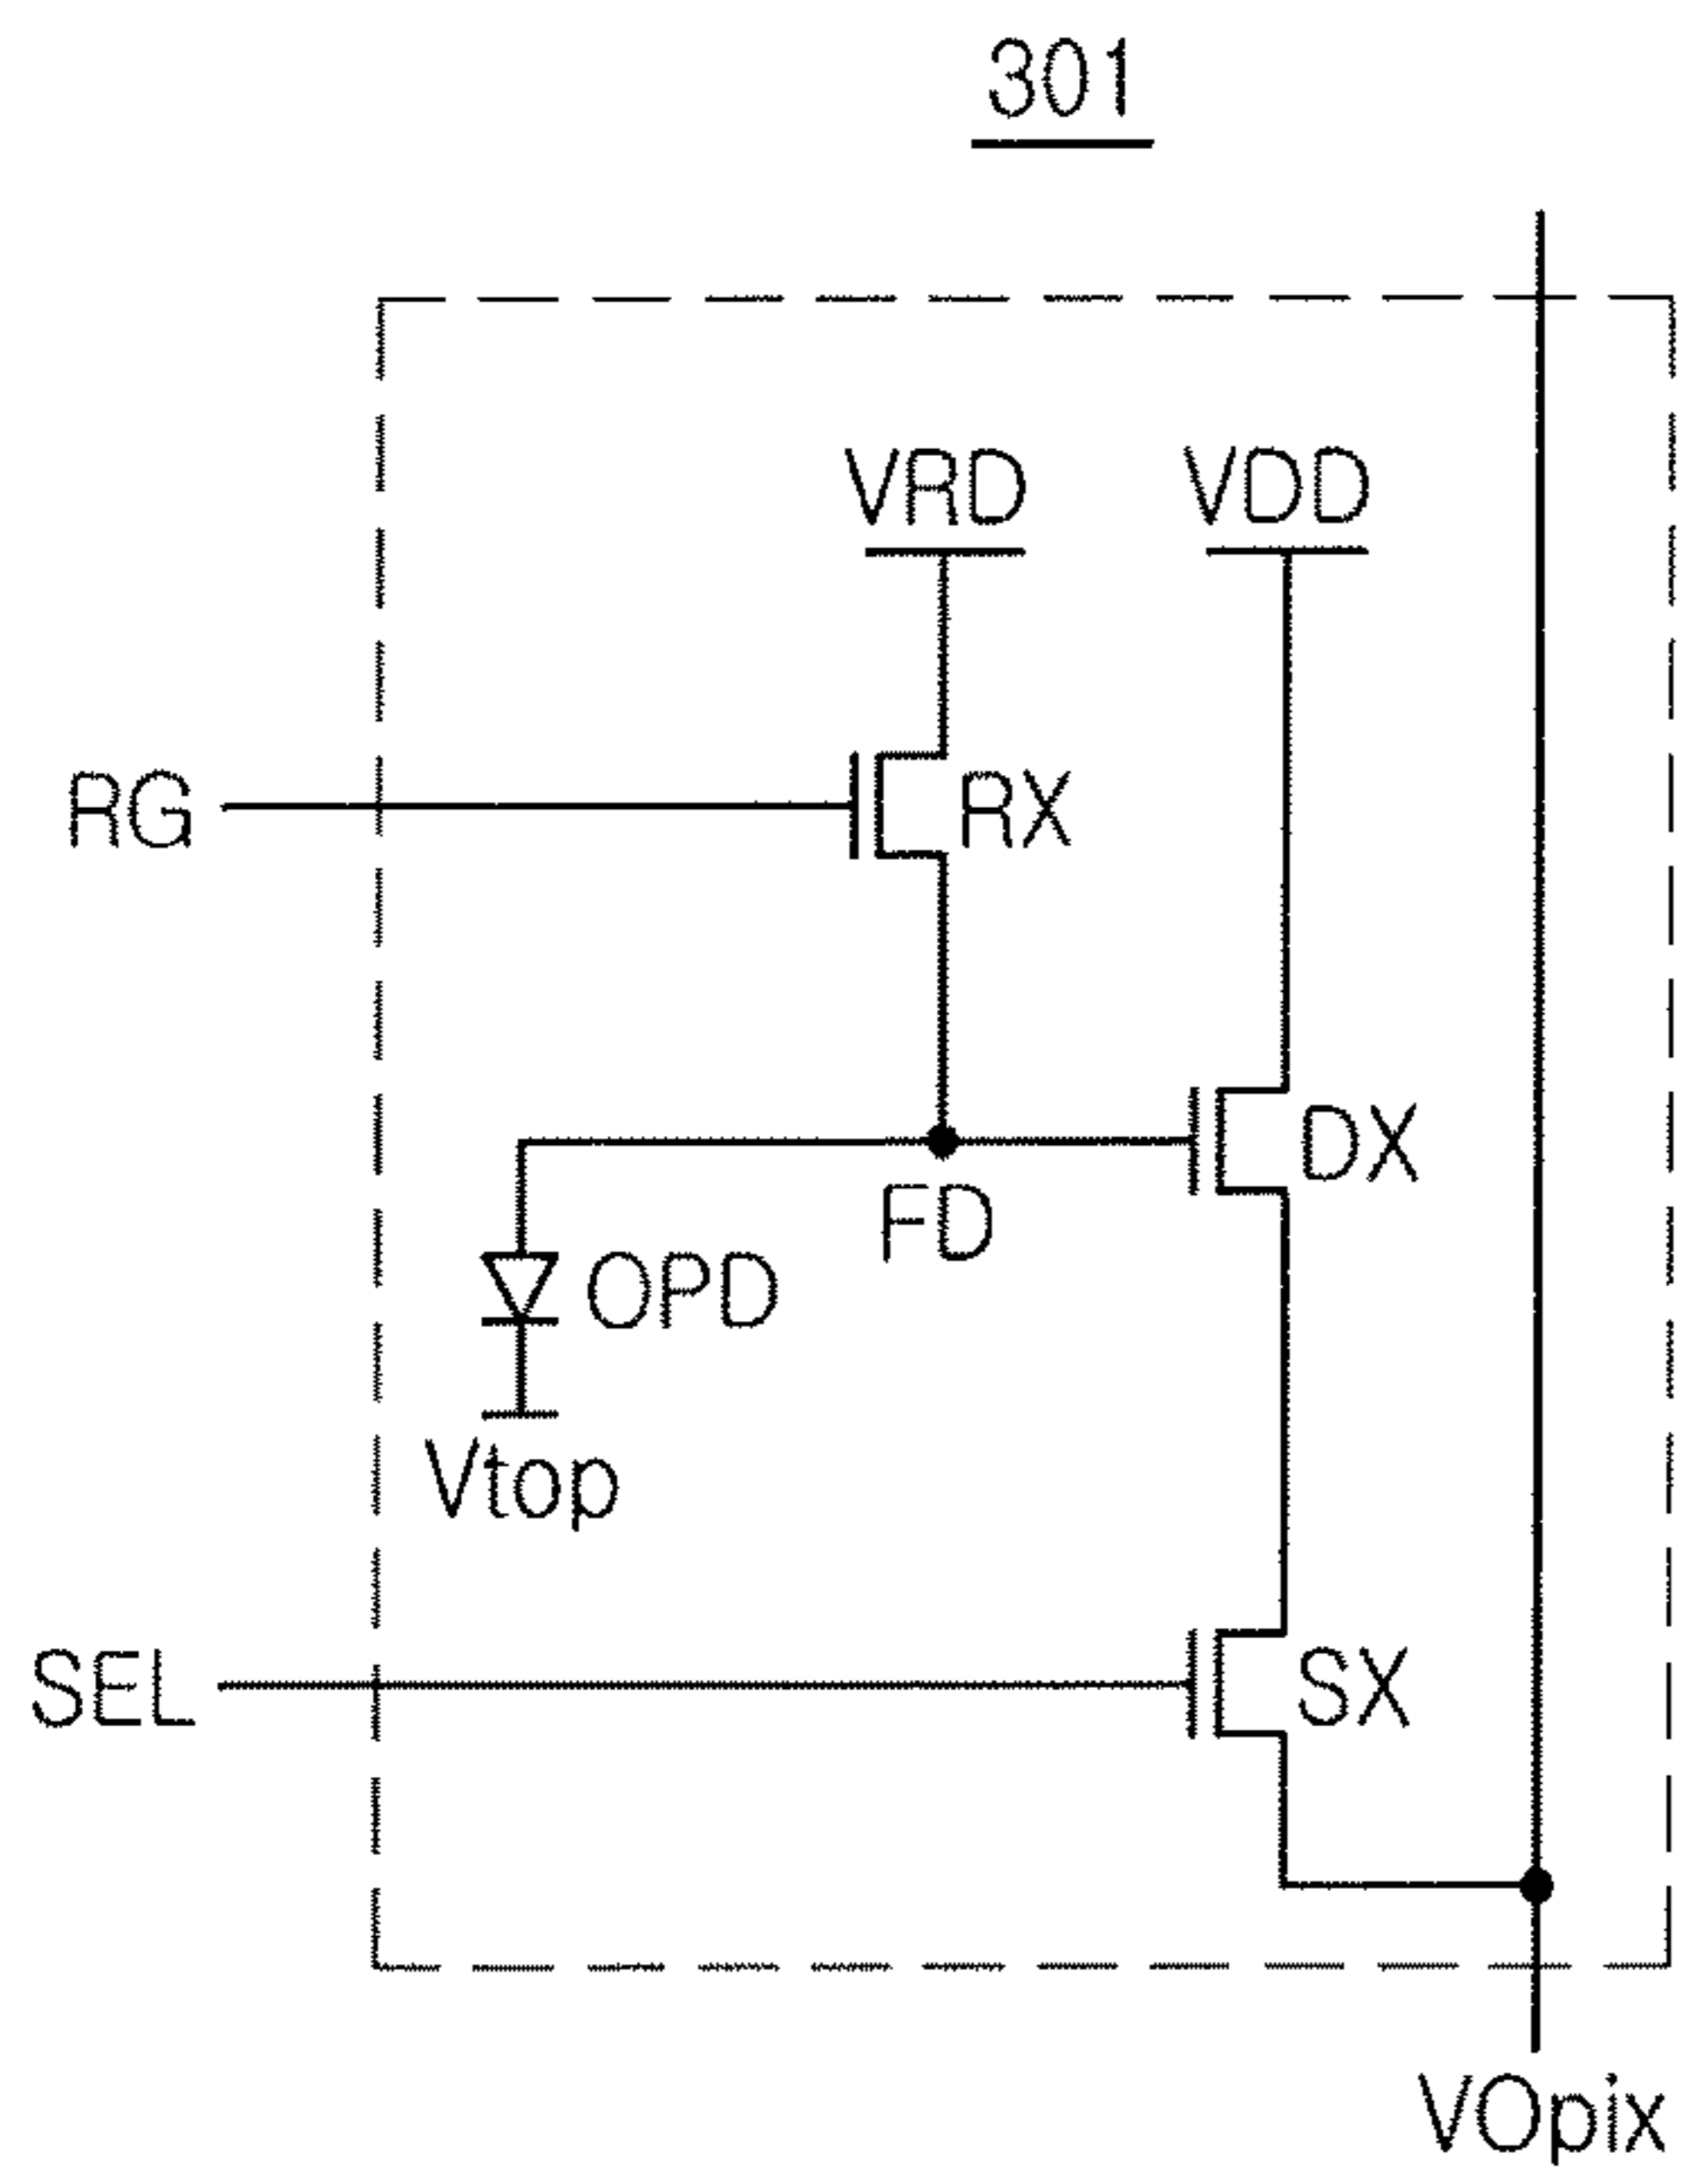 301
VRD VDD
RG RX
DX
FD
OPD
Vtop
SEL SX
VOpix